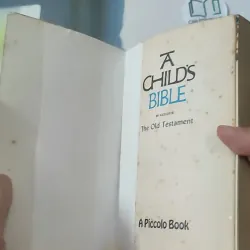 A
CHILD'S
BIBLE
The Old Testament
A Piccolo Book